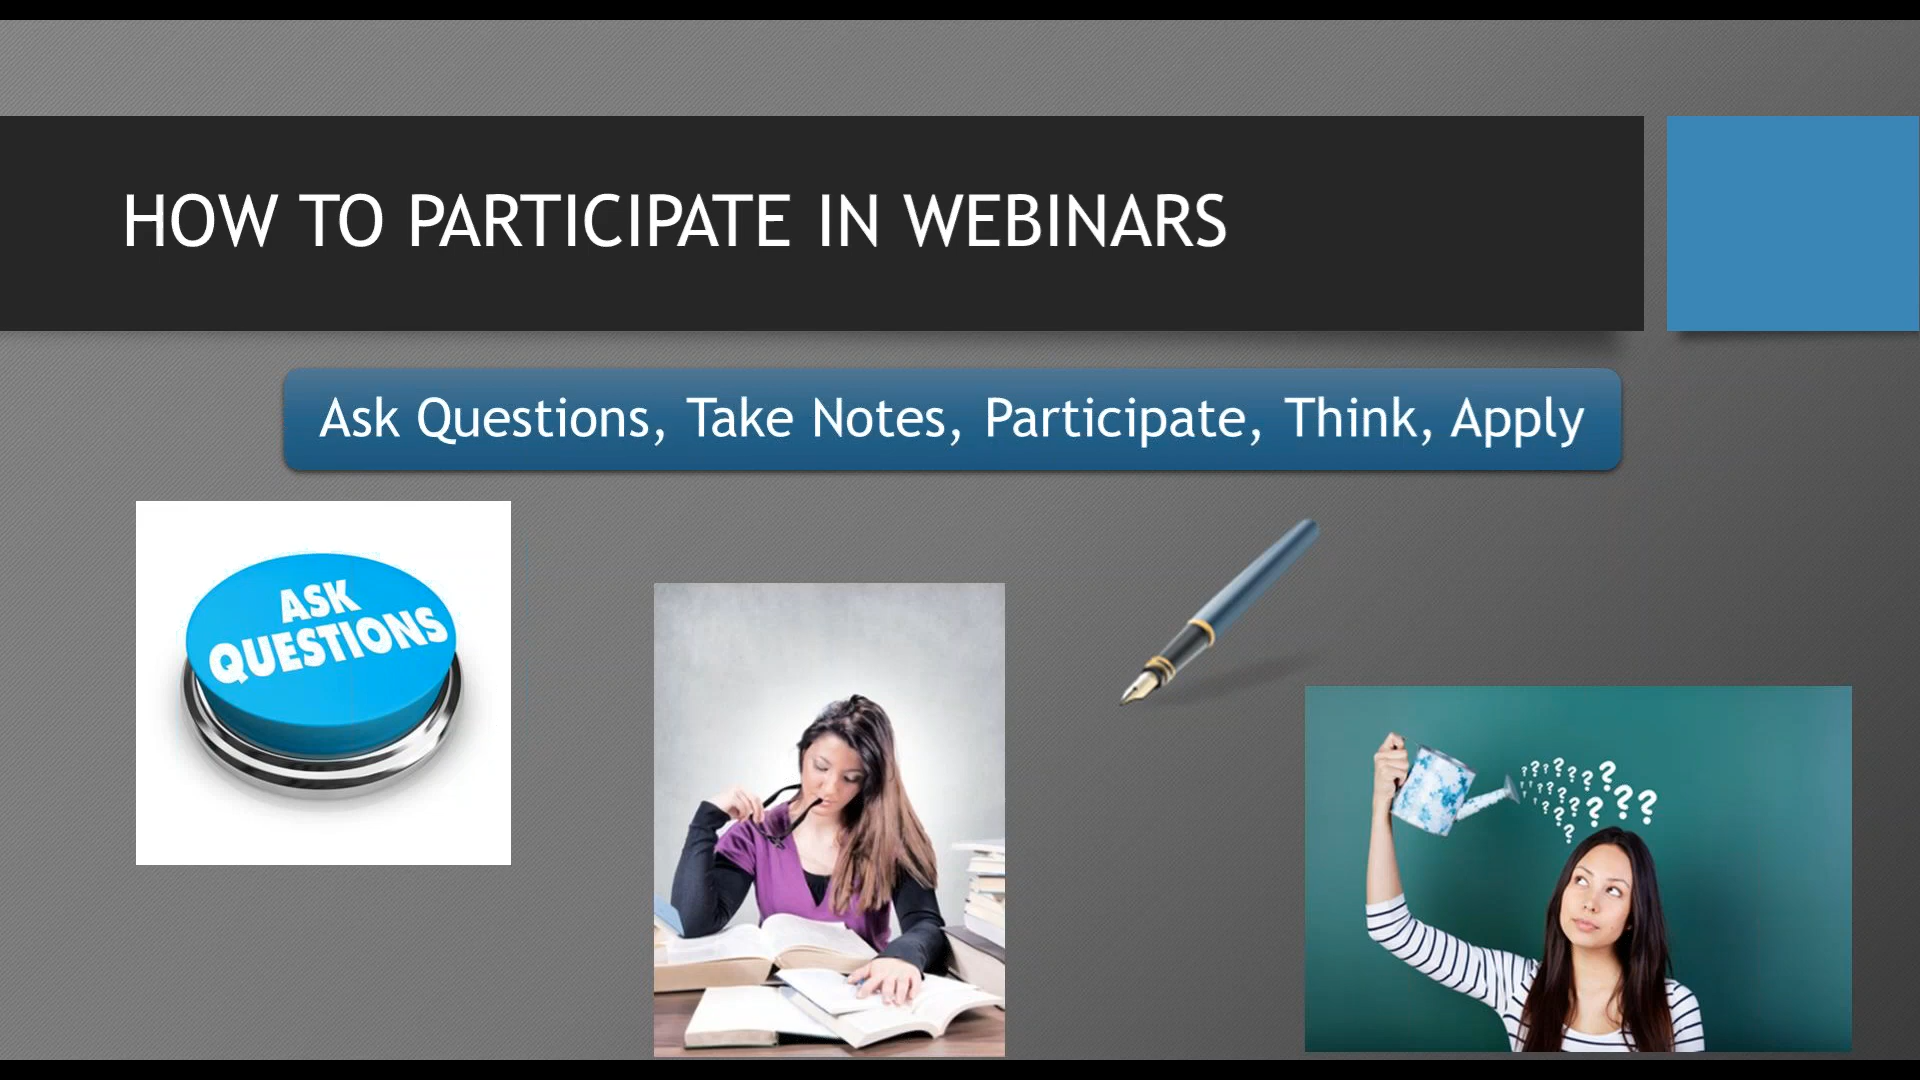 HOW TO PARTICIPATE IN WEBINARS
Ask Questions, Take Notes, Participate, Think, Apply
ASK
QUESTIONS